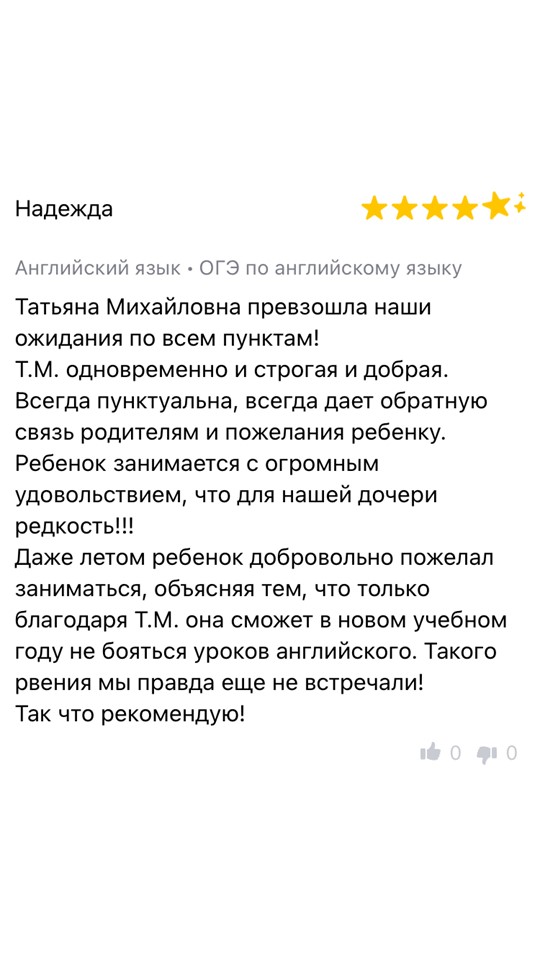 Надежда
Английский язык • ОГЭ по английскому языку
Татьяна Михайловна превзошла наши
ожидания по всем пунктам!
Т.М. одновременно и строгая и добрая.
Всегда пунктуальна, всегда дает обратную
связь родителям и пожелания ребенку.
Ребенок занимается с огромным
удовольствием, что для нашей дочери
редкость!!!
Даже летом ребенок добровольно пожелал
заниматься, объясняя тем, что только
благодаря Т.М. она сможет в новом учебном
году не бояться уроков английского. Такого
рвения мы правда еще не встречали!
Так что рекомендую!
0 0